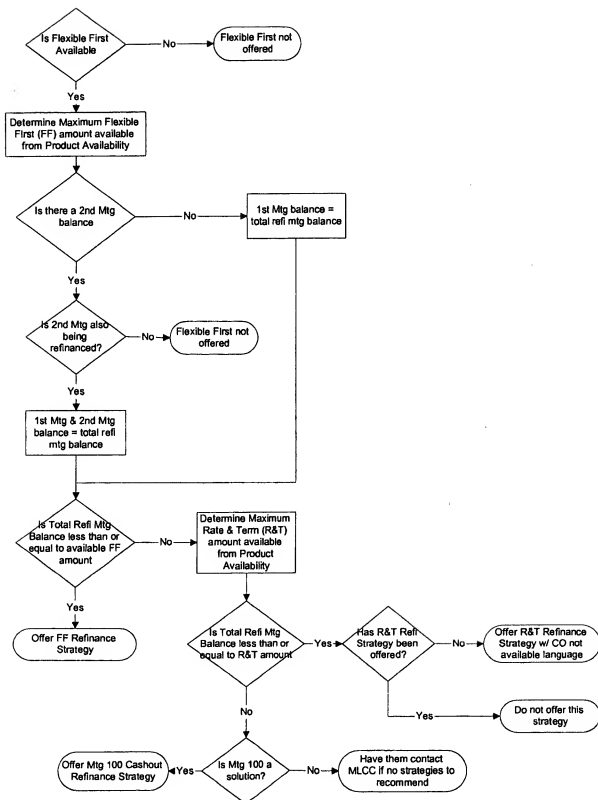 Is Flexible First
Available
No
Flexible First not
offered
Yes
Determine Maximum Flexible
First (FF) amount available
from Product Availability
Is there a 2nd Mtg
balance
No
1st Mtg balance =
total refi mtg balance
Yes
Is 2nd Mtg also
being
refinanced?
No
Flexible First not
offered
Yes
1st Mtg & 2nd Mtg
balance = total refi
mtg balance
Is Total Refi Mtg
Balance less than or
equal to available FF
amount
No
Determine Maximum
Rate & Term (R&T)
amount available
from Product
Availability
Yes
Offer FF Refinance
Strategy
Is Total Refi Mtg
Balance less than or
equal to R&T amount
Yes
Has R&T Refi
Strategy been
offered?
No
Offer R&T Refinance
Strategy w/ CO not
available language
Yes
Do not offer this
strategy
No
Is Mtg 100 a
solution?
Yes
Offer Mtg 100 Cashout
Refinance Strategy
No
Have them contact
MLCC if no strategies to
recommend